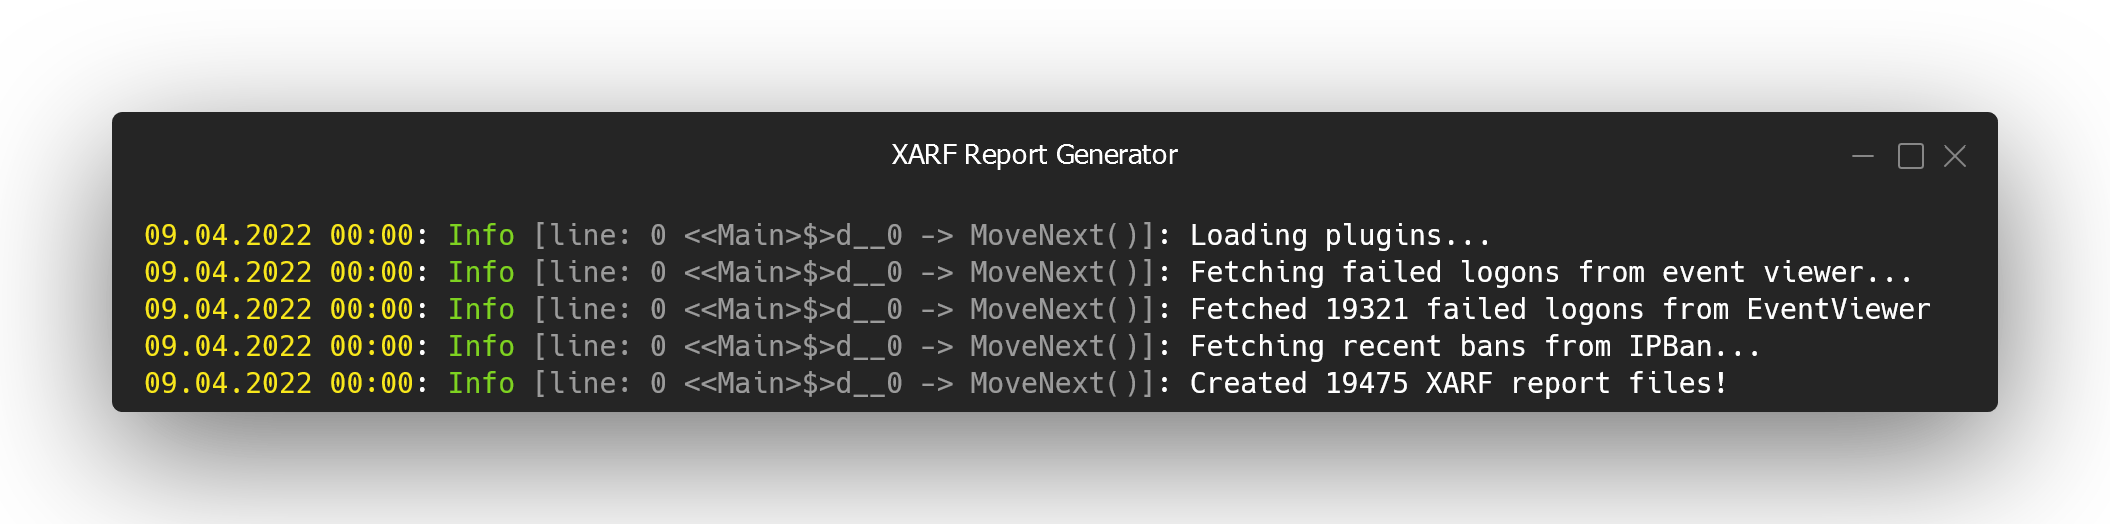 XARF Report Generator
09.04.2022 00:00: Info [line: 0 <<Main>$>d__0 -> MoveNext()]: Loading plugins...
09.04.2022 00:00: Info [line: 0 <<Main>$>d__0 -> MoveNext()]: Fetching failed logons from event viewer...
09.04.2022 00:00: Info [line: 0 <<Main>$>d__0 -> MoveNext()]: Fetched 19321 failed logons from EventViewer
09.04.2022 00:00: Info [line: 0 <<Main>$>d__0 -> MoveNext()]: Fetching recent bans from IPBan...
09.04.2022 00:00: Info [line: 0 <<Main>$>d__0 -> MoveNext()]: Created 19475 XARF report files!